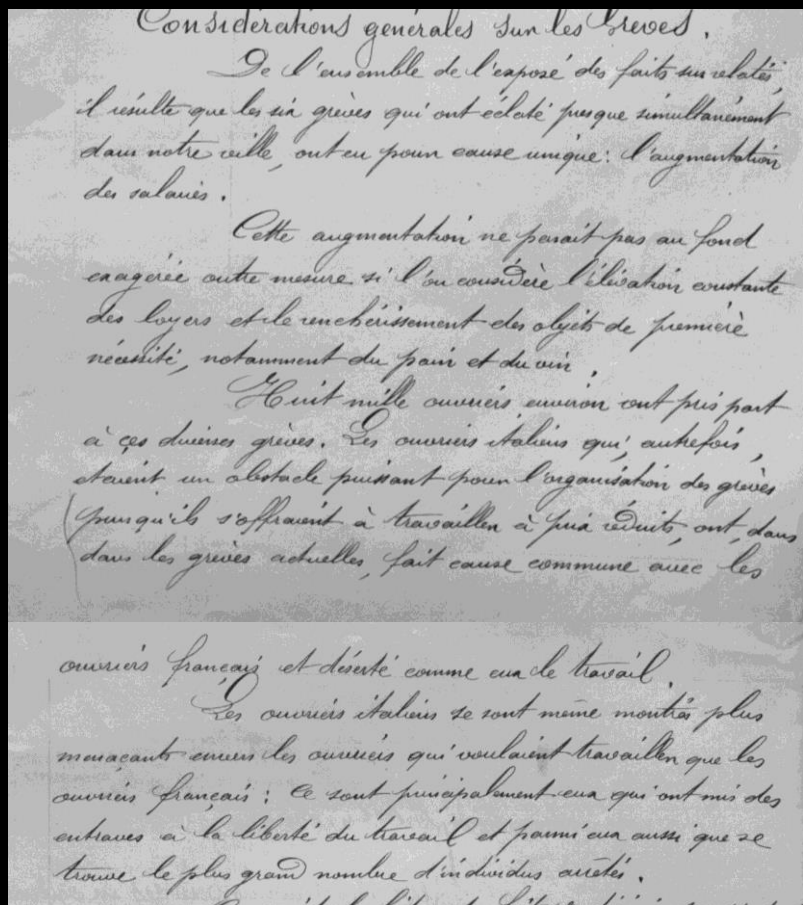 Considérations générales sur les Grèves.
De l'ensemble de l'exposé des faits sus relatés,
il résulte que les six grèves qui ont éclaté presque simultanément
dans notre ville, ont eu pour cause unique: l'augmentation
des salaires.
Cette augmentation ne parait pas au fond
exagérée outre mesure si l'on considère l'élévation constante
des loyers et le renchérissement des objets de première
nécessité, notamment du pain et du vin.
Huit mille ouvriers environ ont pris part
à ces diverses grèves. Les ouvriers italiens qui, autrefois,
étaient un obstacle puissant pour l'organisation des grèves
puisqu'ils s'offraient à travailler à prix réduits, ont, dans
dans les grèves actuelles, fait cause commune avec les
ouvriers français et déserté comme eux le travail.
Les ouvriers italiens se sont même montrés plus
menaçants envers les ouvriers qui voulaient travailler que les
ouvriers français: ce sont principalement eux qui ont mis des
entraves à la liberté du travail et parmi eux aussi que se
trouve le plus grand nombre d'individus arrêtés.